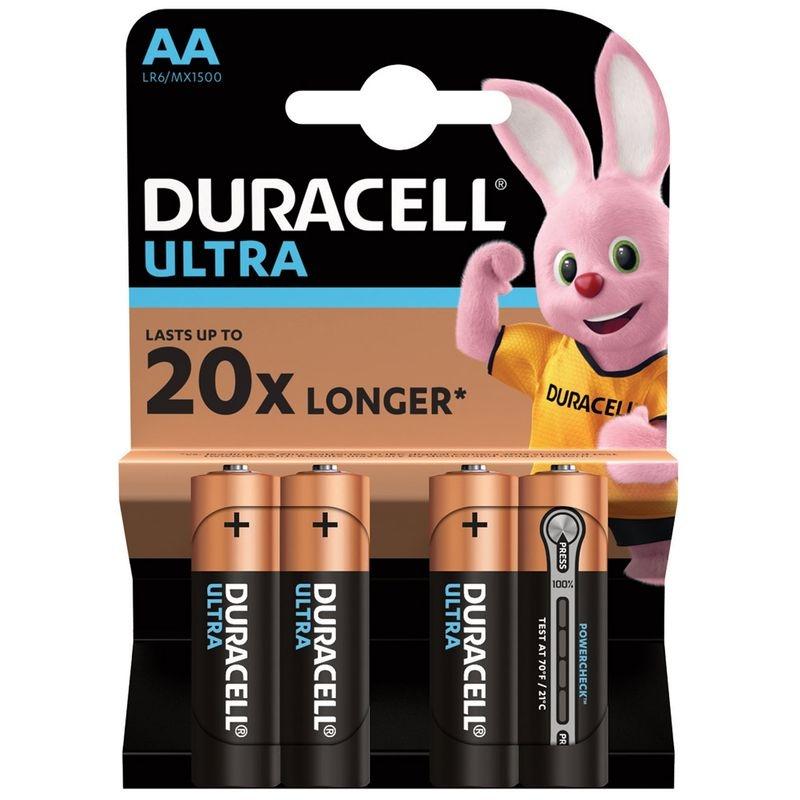 AA
LR6/MX1500
DURACELL®
ULTRA
LASTS UP TO
20x LONGER*
DURACELL
DURACELL®
ULTRA
DURACELL®
ULTRA
DURACELL®
ULTRA
PRESS
100%
TEST AT 70°F / 21°C
POWERCHECK™